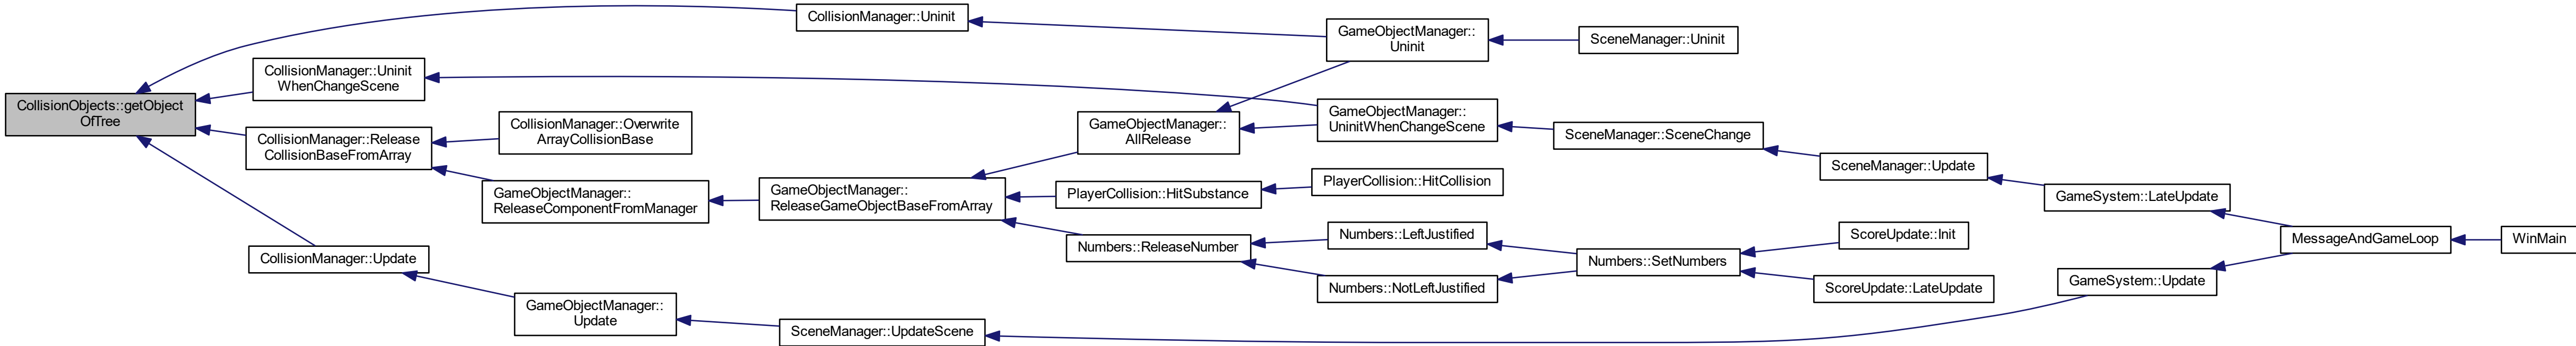 CollisionObjects::getObject
OfTree
CollisionManager::Uninit
CollisionManager::Uninit
WhenChangeScene
CollisionManager::Release
CollisionBaseFromArray
CollisionManager::Update
CollisionManager::Overwrite
ArrayCollisionBase
GameObjectManager::
ReleaseComponentFromManager
GameObjectManager::
Update
GameObjectManager::
ReleaseGameObjectBaseFromArray
SceneManager::UpdateScene
GameObjectManager::
AllRelease
PlayerCollision::HitSubstance
Numbers::ReleaseNumber
GameObjectManager::
Uninit
GameObjectManager::
UninitWhenChangeScene
PlayerCollision::HitCollision
Numbers::LeftJustified
Numbers::NotLeftJustified
SceneManager::Uninit
SceneManager::SceneChange
Numbers::SetNumbers
SceneManager::Update
ScoreUpdate::Init
ScoreUpdate::LateUpdate
GameSystem::LateUpdate
GameSystem::Update
MessageAndGameLoop
WinMain